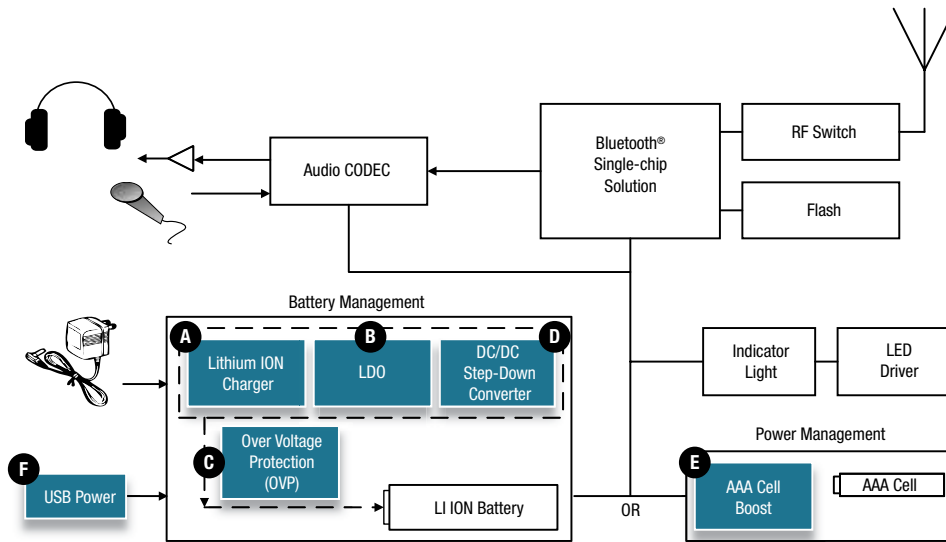 Audio CODEC
Bluetooth®
Single-chip
Solution
RF Switch
Flash
Battery Management
A
Lithium ION
Charger
B
LDO
D
DC/DC
Step-Down
Converter
C
Over Voltage
Protection
(OVP)
LI ION Battery
F
USB Power
Indicator
Light
LED
Driver
OR
Power Management
E
AAA Cell
Boost
AAA Cell